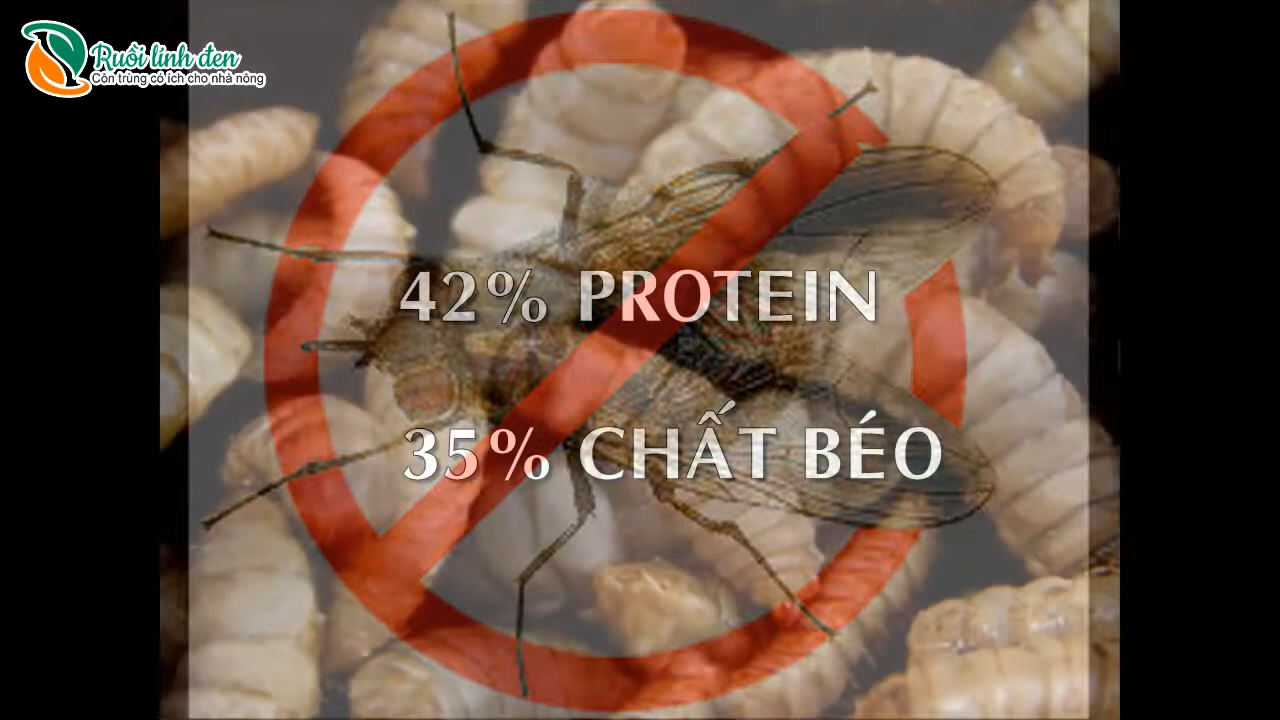 Ruồi lính đen
Côn trùng có ích cho nhà nông
42% PROTEIN
35% CHẤT BÉO